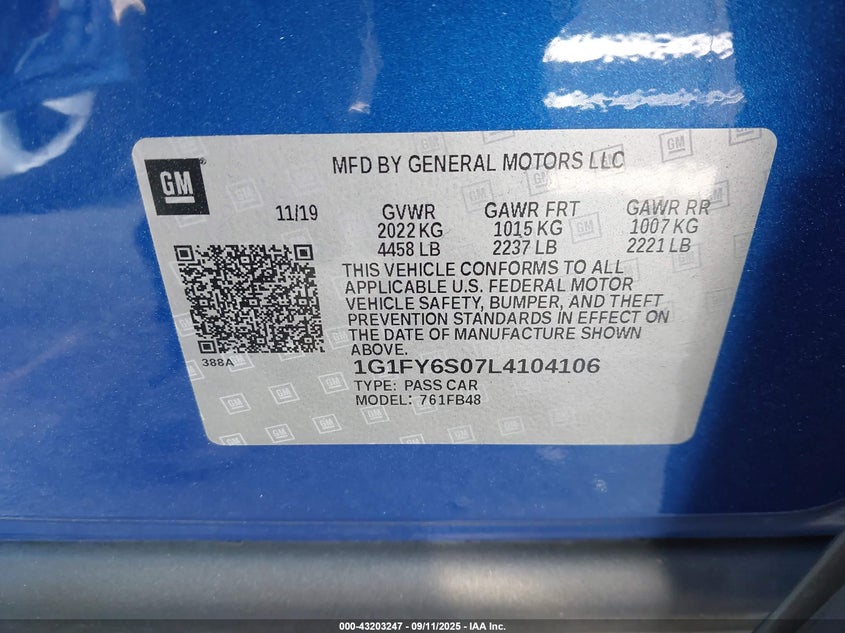 GM
MFD BY GENERAL MOTORS LLC
11/19
GVWR GAWR FRT GAWR RR
2022 KG 1015 KG 1007 KG
4458 LB 2237 LB 2221 LB
THIS VEHICLE CONFORMS TO ALL
APPLICABLE U.S. FEDERAL MOTOR
VEHICLE SAFETY, BUMPER, AND THEFT
PREVENTION STANDARDS IN EFFECT ON
THE DATE OF MANUFACTURE SHOWN
ABOVE.
388A
1G1FY6S07L4104106
TYPE: PASS CAR
MODEL: 761FB48
000-43203247 - 09/11/2025 - IAA Inc.